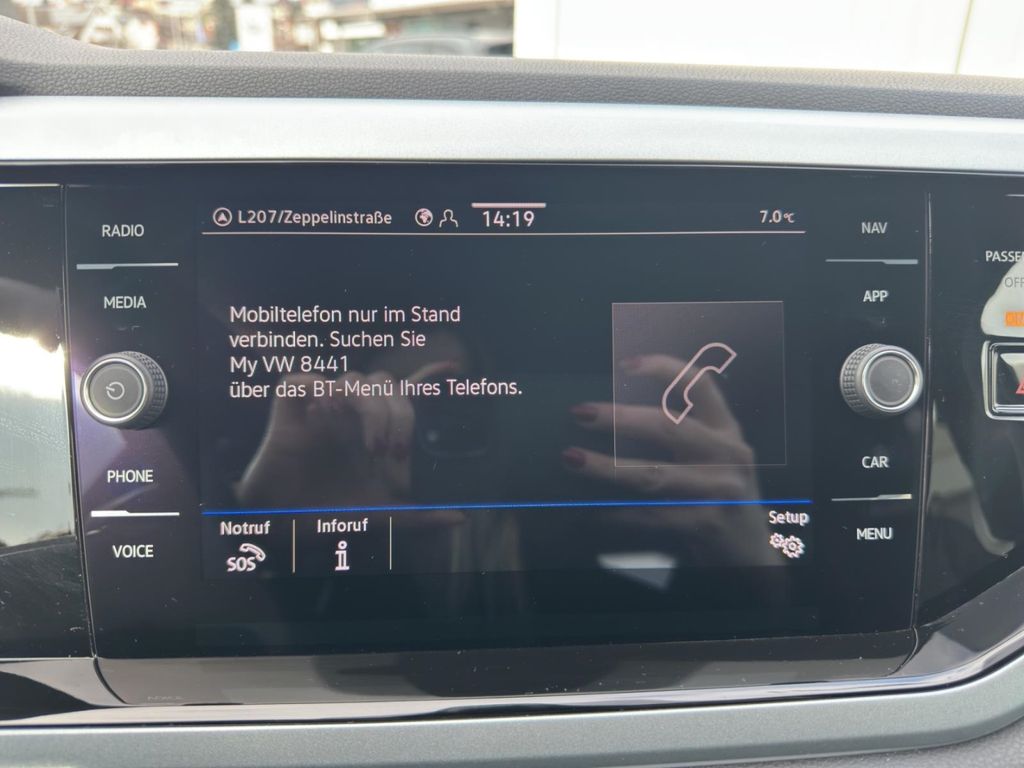 L207/Zeppelinstraße 14:19 7.0°C
RADIO
MEDIA
PHONE
VOICE
Mobiltelefon nur im Stand
verbinden. Suchen Sie
My VW 8441
über das BT-Menü Ihres Telefons.
Notruf
SOS
Inforuf
i
Setup
NAV
APP
CAR
MENU